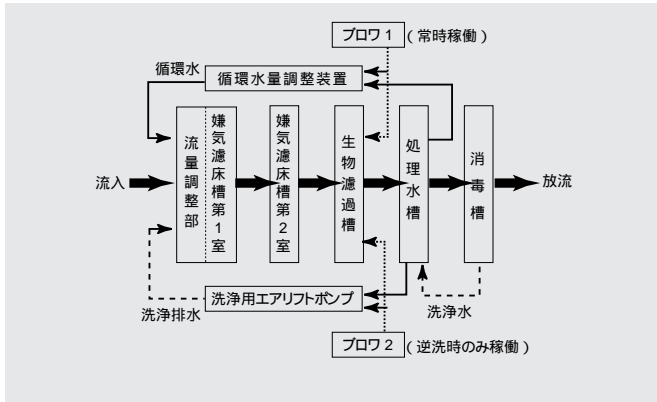 ブロワ 1 ( 常時稼働 )
循環水
循環水量調整装置
流入
流量調整部
嫌気濾床槽第1室
嫌気濾床槽第2室
生物濾過槽
処理水槽
消毒槽
放流
洗浄排水
洗浄用エアリフトポンプ
洗浄水
ブロワ 2 ( 逆洗時のみ稼働 )